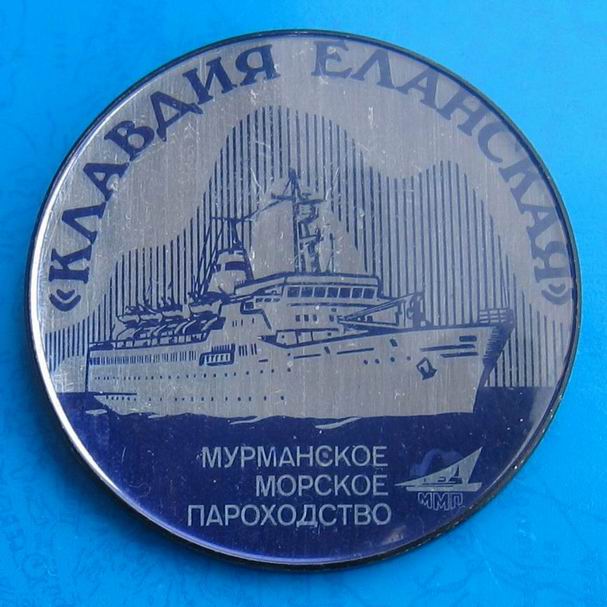 «КЛАВДИЯ ЕЛАНСКАЯ»
МУРМАНСКОЕ
МОРСКОЕ
ПАРОХОДСТВО
ММП